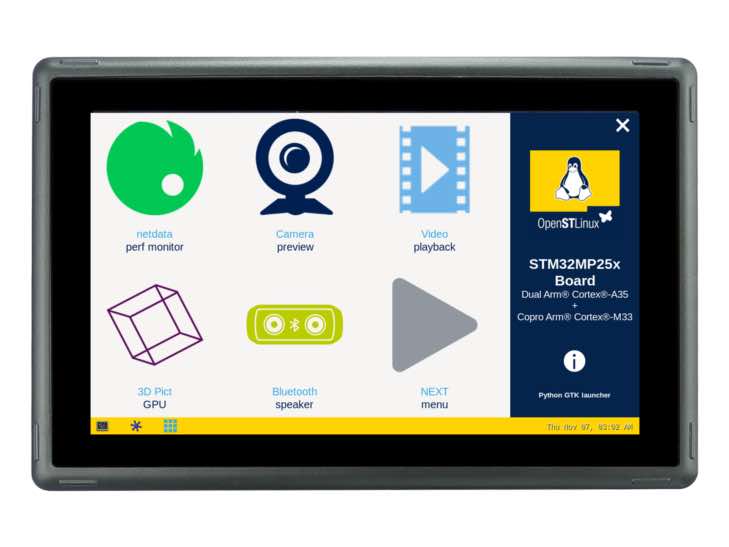 netdata
perf monitor
Camera
preview
Video
playback
3D Pict
GPU
Bluetooth
speaker
NEXT
menu
OpenSTLinux
STM32MP25x
Board
Dual Arm® Cortex®-A35
+
Copro Arm® Cortex®-M33
Python GTK launcher
Thu Nov 07, 03:02 AM